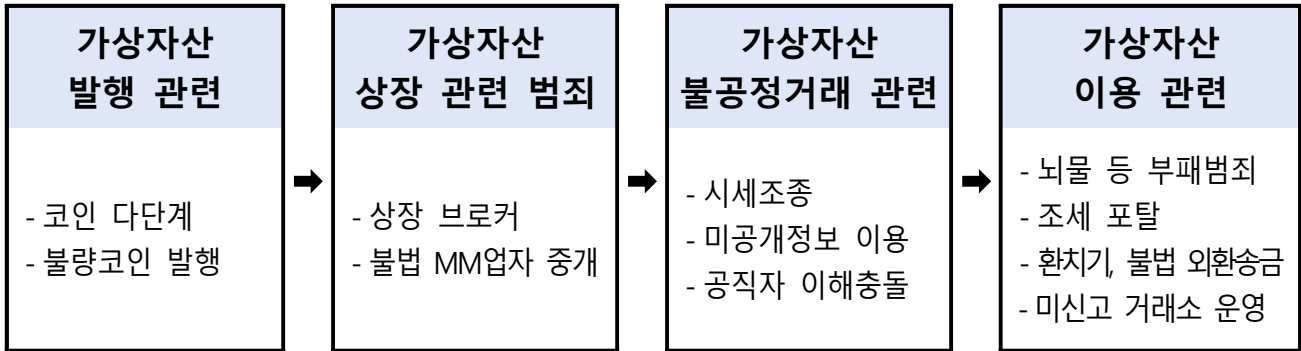 가상자산
발행 관련
- 코인 다단계
- 불량코인 발행
가상자산
상장 관련 범죄
- 상장 브로커
- 불법 MM업자 중개
가상자산
불공정거래 관련
- 시세조종
- 미공개정보 이용
- 공직자 이해충돌
가상자산
이용 관련
- 뇌물 등 부패범죄
- 조세 포탈
- 환치기, 불법 외환송금
- 미신고 거래소 운영